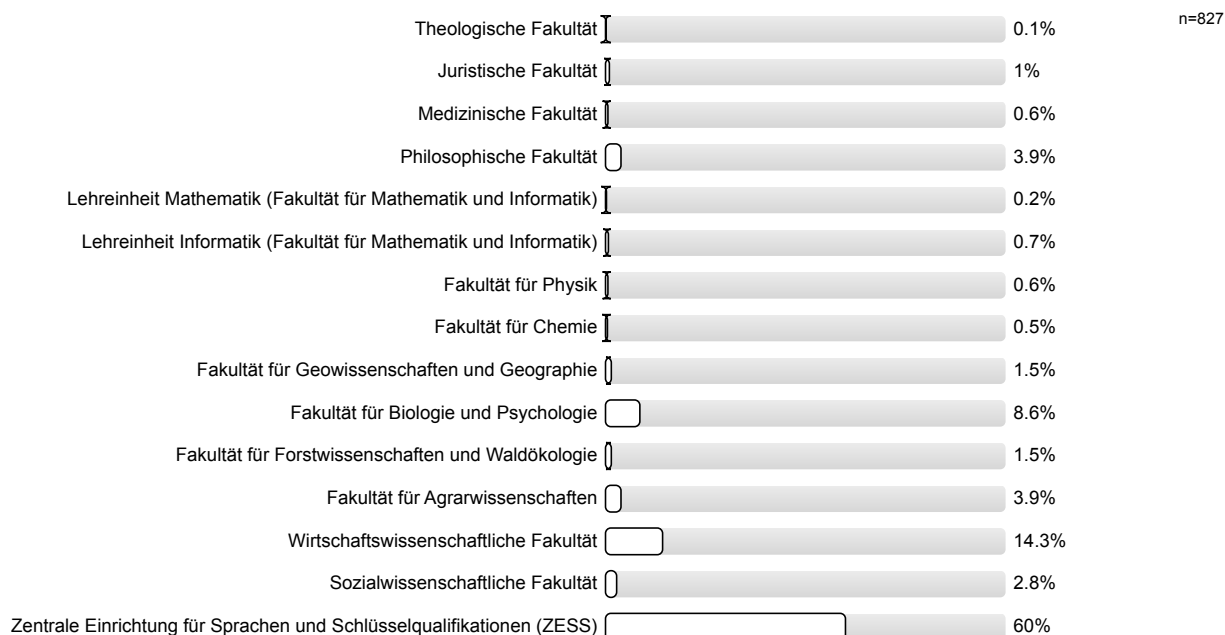 n=827
Theologische Fakultät 0.1%
Juristische Fakultät 1%
Medizinische Fakultät 0.6%
Philosophische Fakultät 3.9%
Lehreinheit Mathematik (Fakultät für Mathematik und Informatik) 0.2%
Lehreinheit Informatik (Fakultät für Mathematik und Informatik) 0.7%
Fakultät für Physik 0.6%
Fakultät für Chemie 0.5%
Fakultät für Geowissenschaften und Geographie 1.5%
Fakultät für Biologie und Psychologie 8.6%
Fakultät für Forstwissenschaften und Waldökologie 1.5%
Fakultät für Agrarwissenschaften 3.9%
Wirtschaftswissenschaftliche Fakultät 14.3%
Sozialwissenschaftliche Fakultät 2.8%
Zentrale Einrichtung für Sprachen und Schlüsselqualifikationen (ZESS) 60%